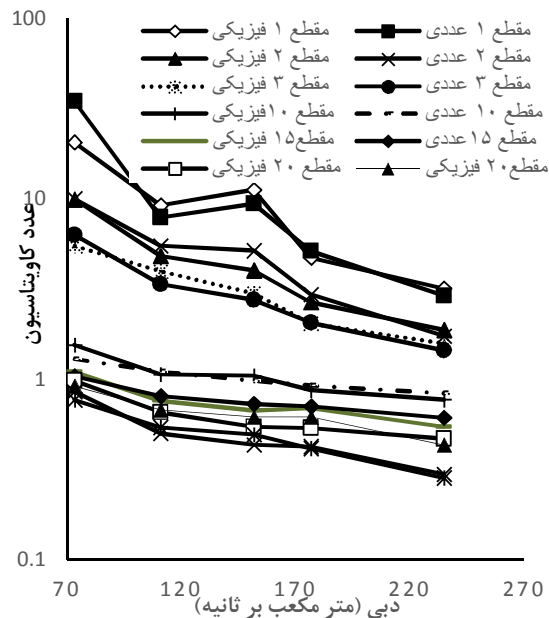 100
مقطع ۱ فیزیکی
مقطع ۱ عددی
مقطع ۲ فیزیکی
مقطع ۲ عددی
مقطع ۳ فیزیکی
مقطع ۳ عددی
مقطع ۱۰فیزیکی
مقطع ۱۰ عددی
مقطع۱۵ فیزیکی
مقطع ۱۵ عددی
مقطع ۲۰ فیزیکی
مقطع۲۰ فیزیکی
10
عدد کاویتاسیون
1
0.1
70
120
170
220
270
دبی (متر مکعب بر ثانیه)